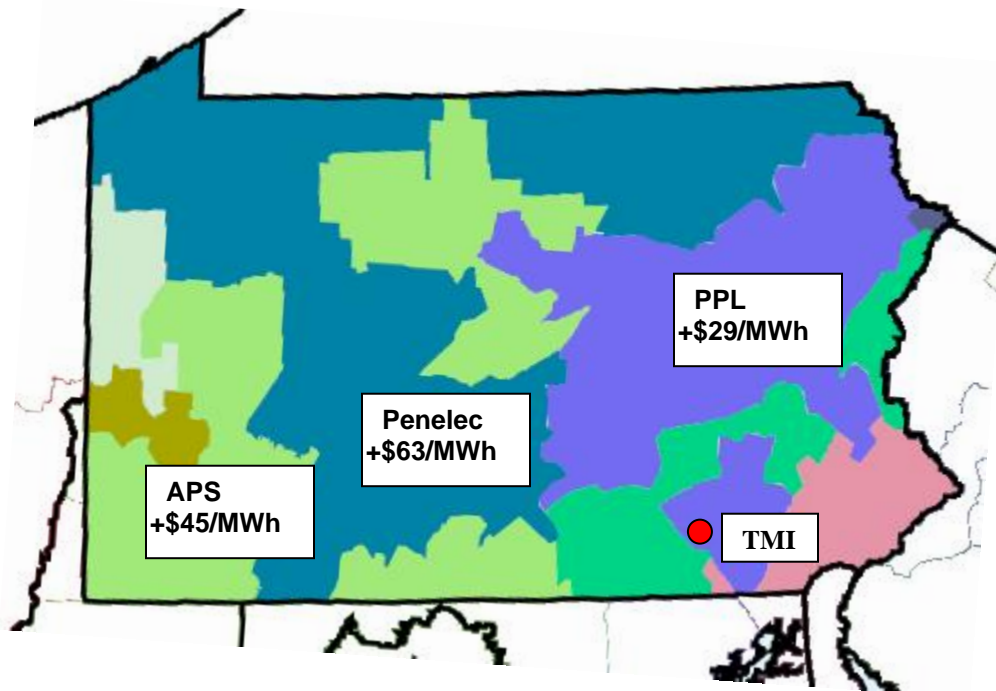 PPL
+$29/MWh
Penelec
+$63/MWh
APS
+$45/MWh
TMI